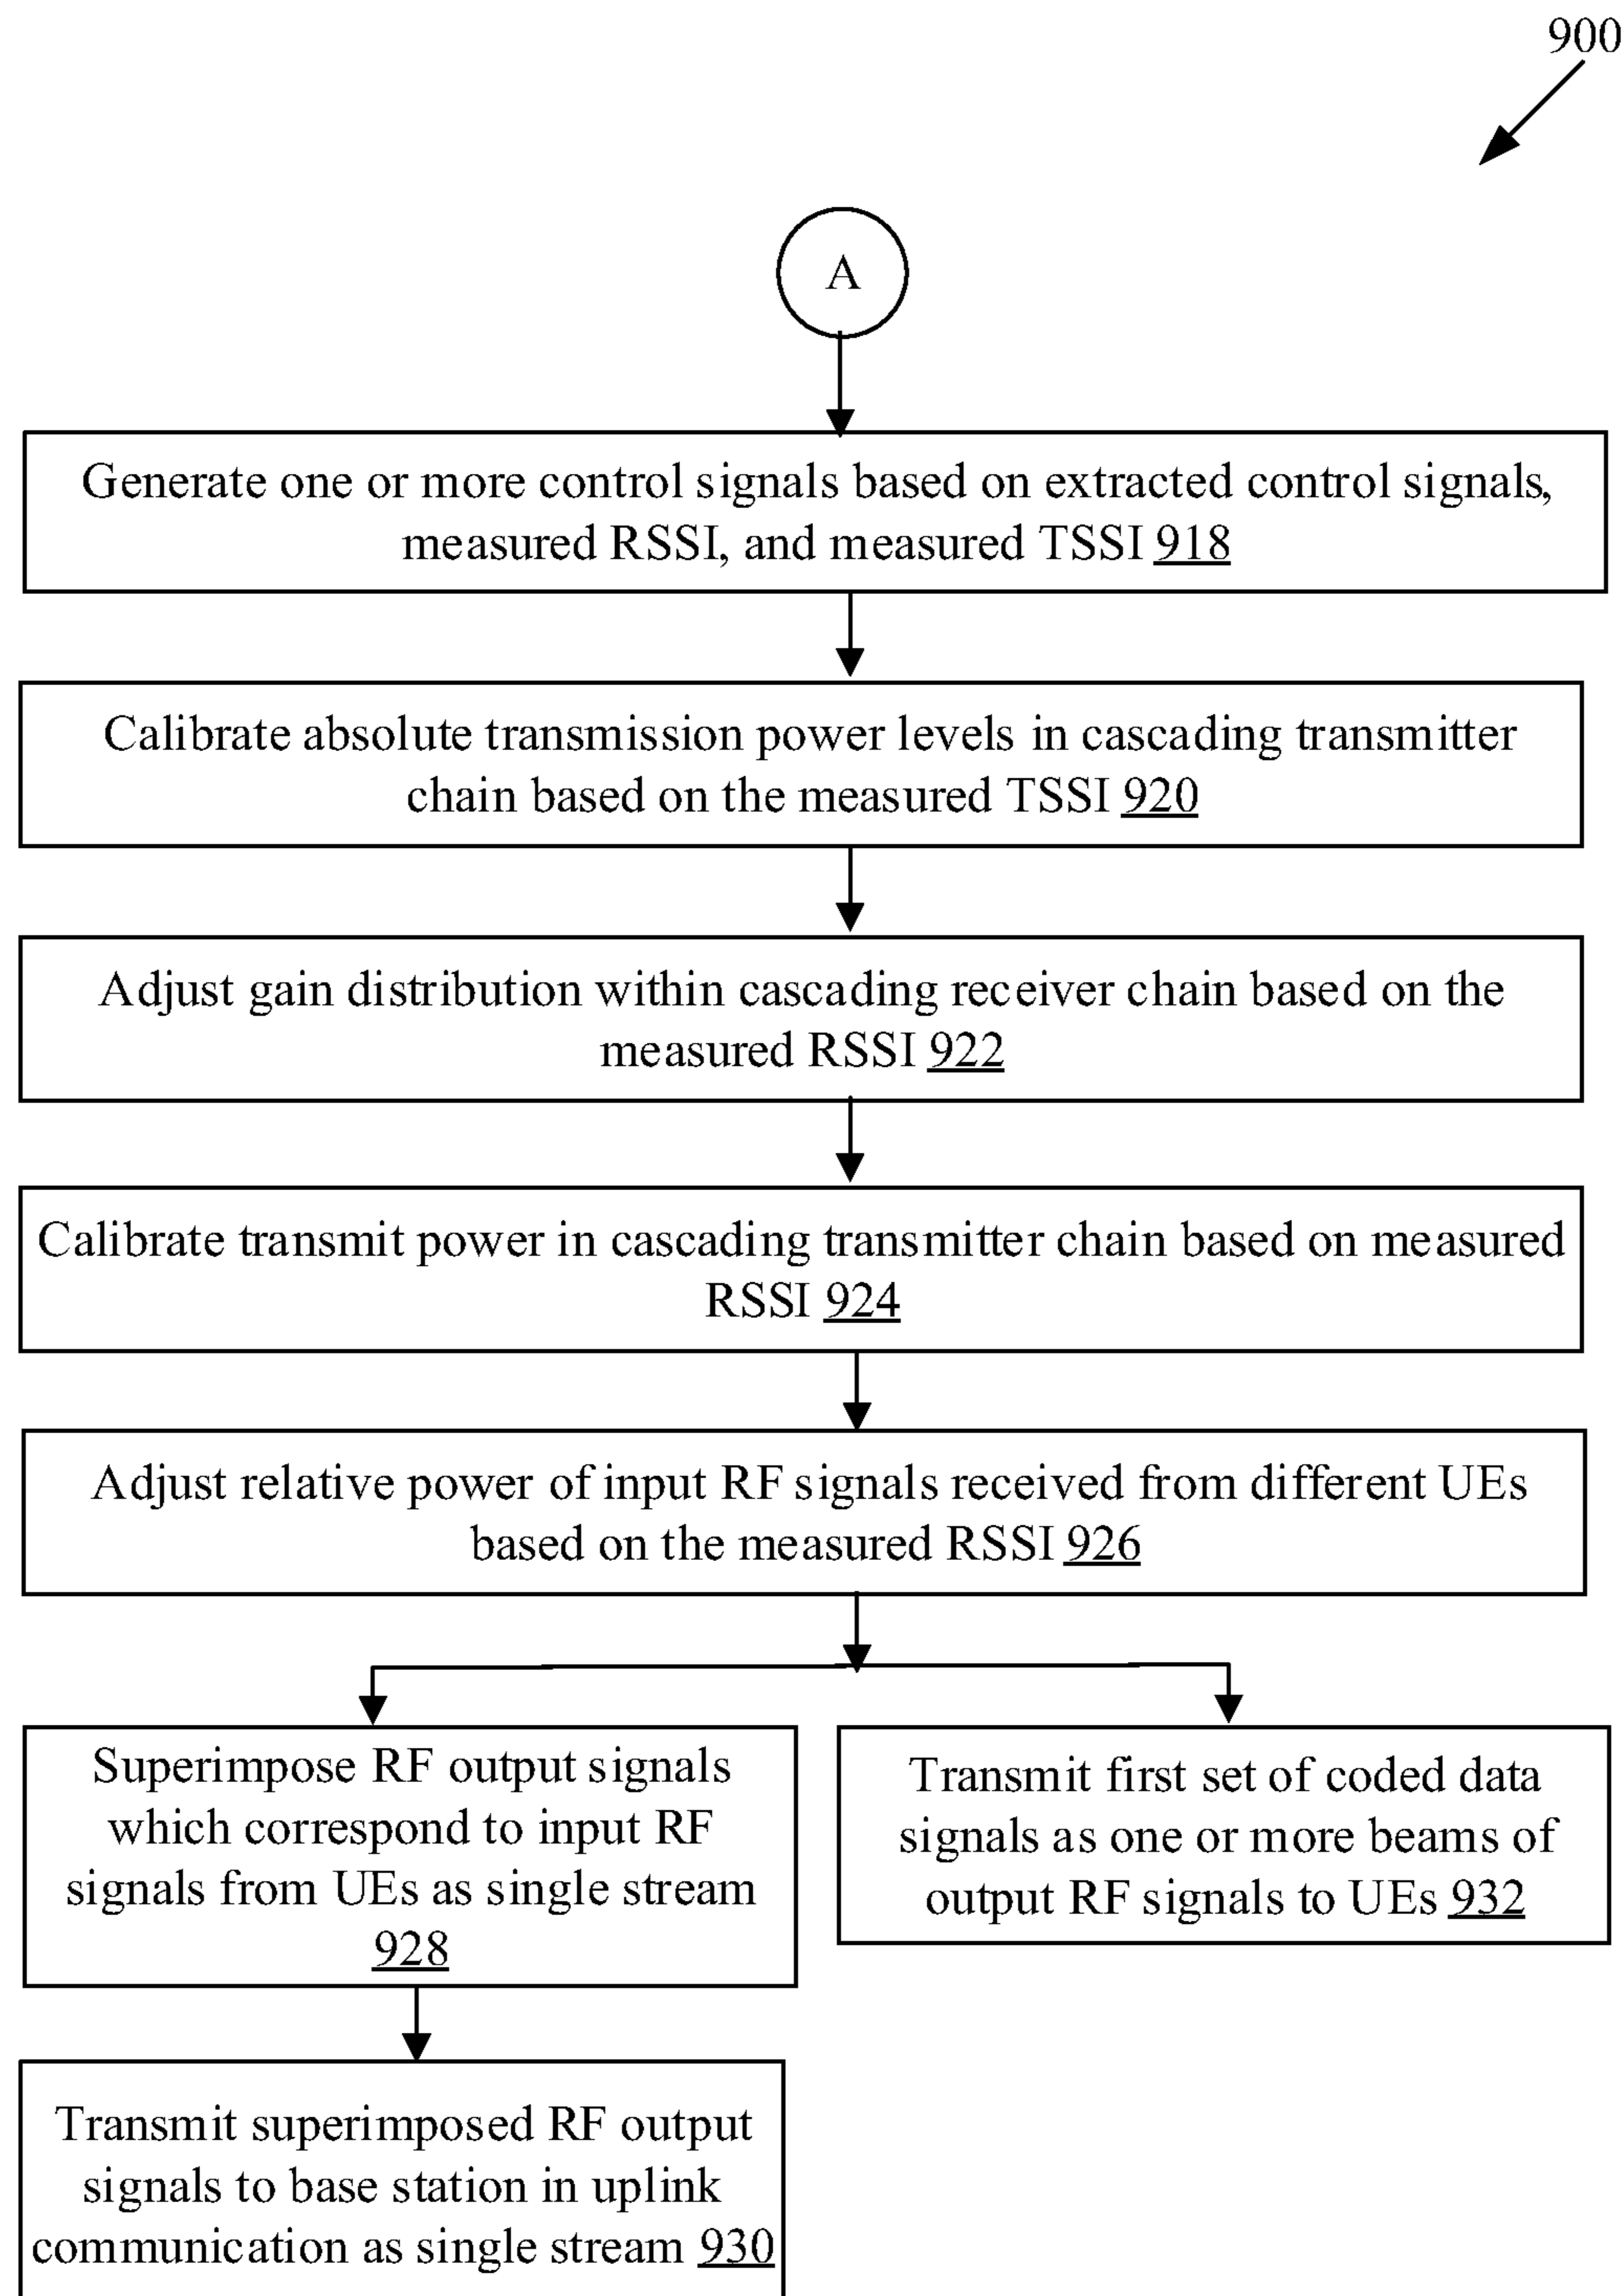 900
A
Generate one or more control signals based on extracted control signals,
measured RSSI, and measured TSSI 918
Calibrate absolute transmission power levels in cascading transmitter
chain based on the measured TSSI 920
Adjust gain distribution within cascading receiver chain based on the
measured RSSI 922
Calibrate transmit power in cascading transmitter chain based on measured
RSSI 924
Adjust relative power of input RF signals received from different UEs
based on the measured RSSI 926
Superimpose RF output signals
which correspond to input RF
signals from UEs as single stream
928
Transmit first set of coded data
signals as one or more beams of
output RF signals to UEs 932
Transmit superimposed RF output
signals to base station in uplink
communication as single stream 930